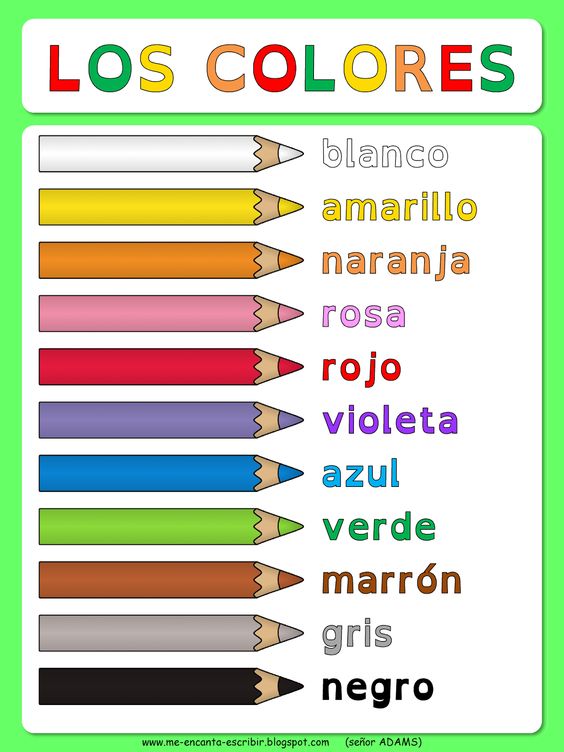 LOS COLORES
blanco
amarillo
naranja
rosa
rojo
violeta
azul
verde
marrón
gris
negro
www.me-encanta-escribir.blogspot.com (señor ADAMS)